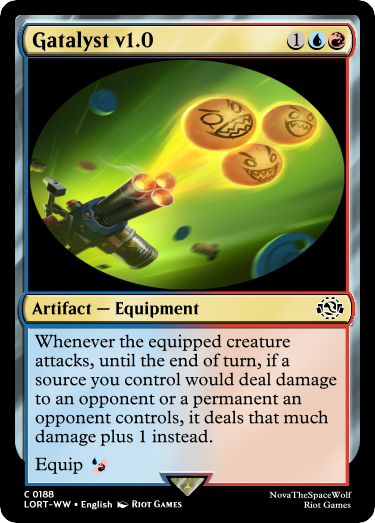 Gatalyst v1.0 1
Artifact — Equipment
Whenever the equipped creature
attacks, until the end of turn, if a
source you control would deal damage
to an opponent or a permanent an
opponent controls, it deals that much
damage plus 1 instead.
Equip
C 0188
LORT-WW • English RIOT GAMES
NovaTheSpaceWolf
Riot Games